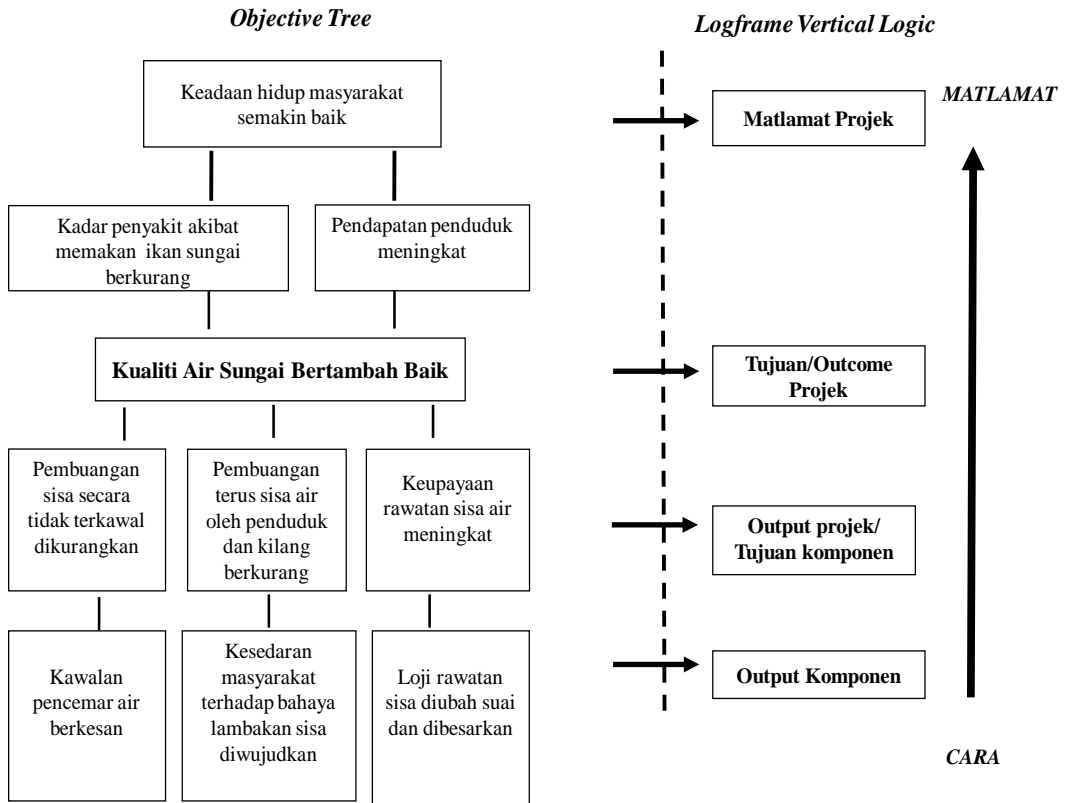 Objective Tree
Keadaan hidup masyarakat
semakin baik
Kadar penyakit akibat
memakan ikan sungai
berkurang
Pendapatan penduduk
meningkat
Kualiti Air Sungai Bertambah Baik
Pembuangan
sisa secara
tidak terkawal
dikurangkan
Pembuangan
terus sisa air
oleh penduduk
dan kilang
berkurang
Keupayaan
rawatan sisa air
meningkat
Kawalan
pencemar air
berkesan
Kesedaran
masyarakat
terhadap bahaya
lambakan sisa
diwujudkan
Loji rawatan
sisa diubah suai
dan dibesarkan
Logframe Vertical Logic
MATLAMAT
Matlamat Projek
Tujuan/Outcome
Projek
Output projek/
Tujuan komponen
Output Komponen
CARA